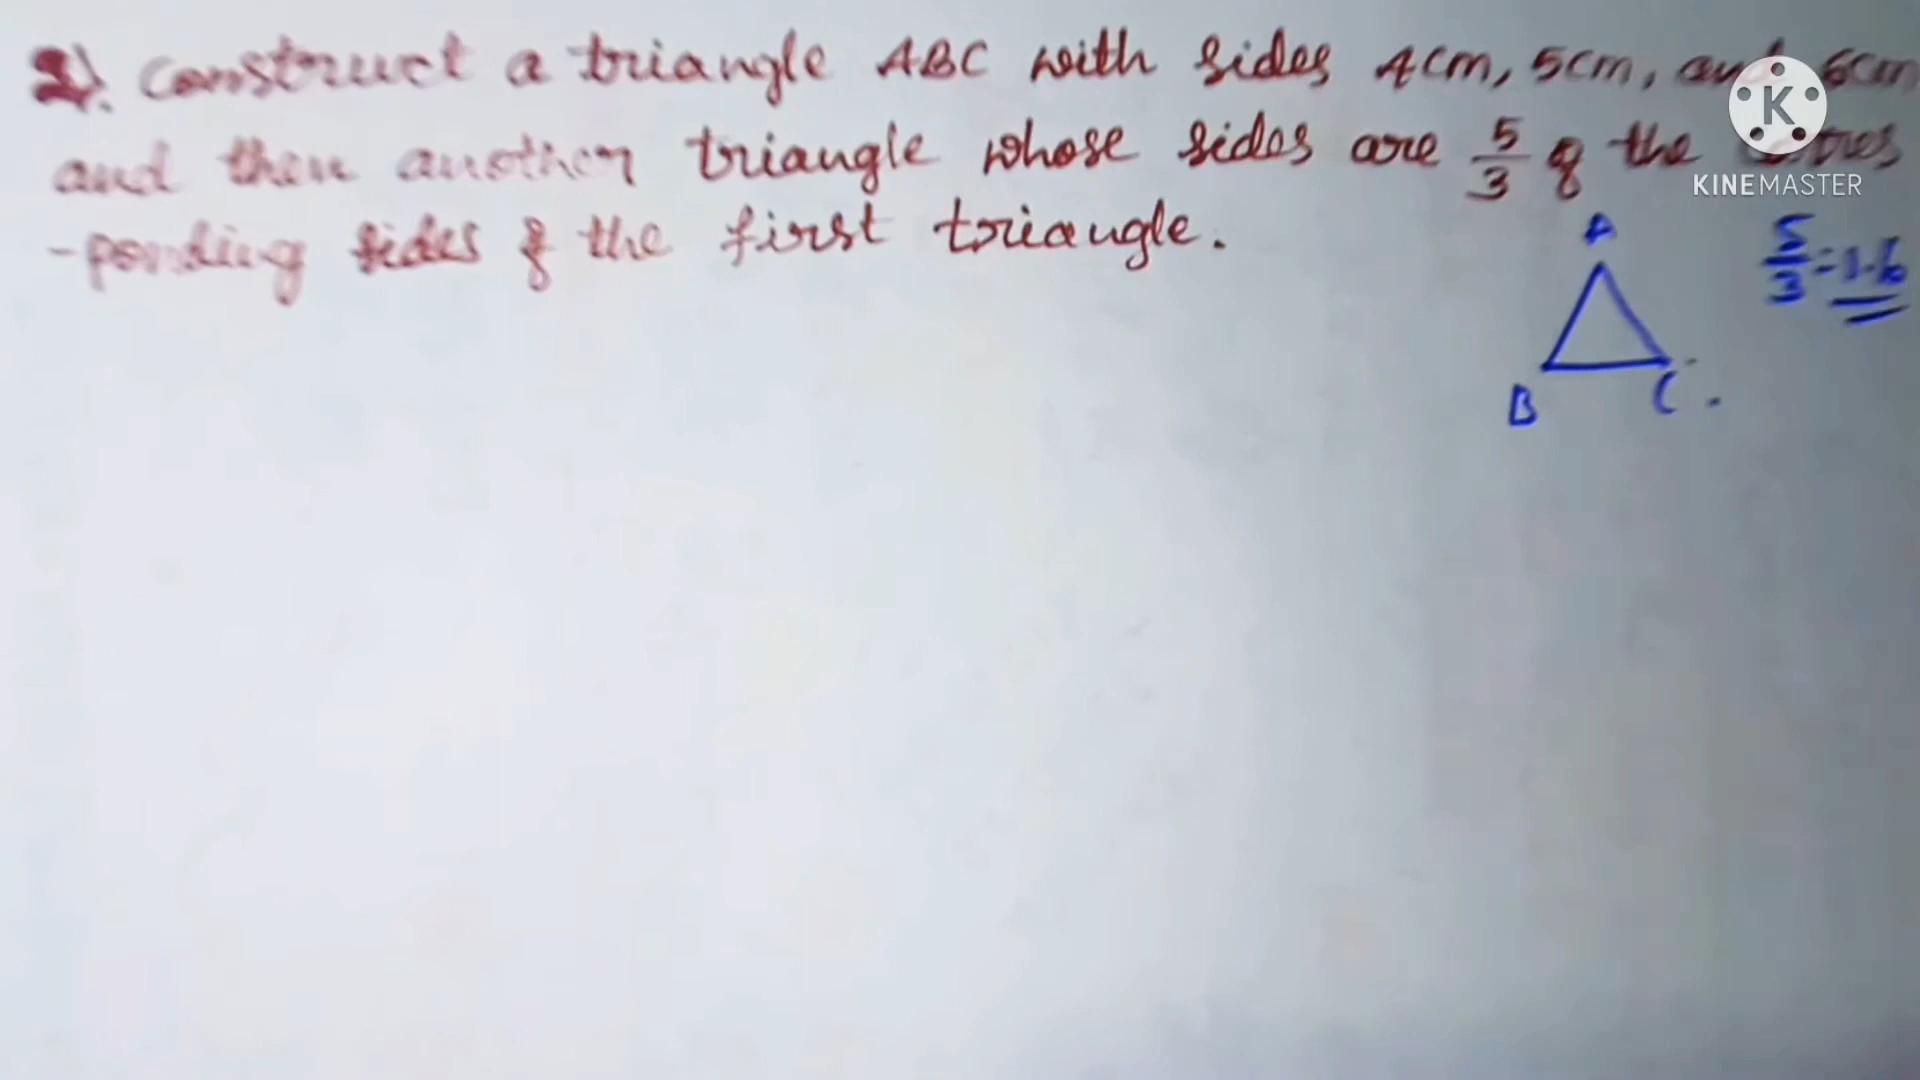 2). Construct a triangle ABC with sides 4cm, 5cm, and 6cm
and then another triangle whose sides are 5/3 of the
-ponding sides of the first triangle.
K
KINEMASTER
A
5/3 = 1.6
B
C